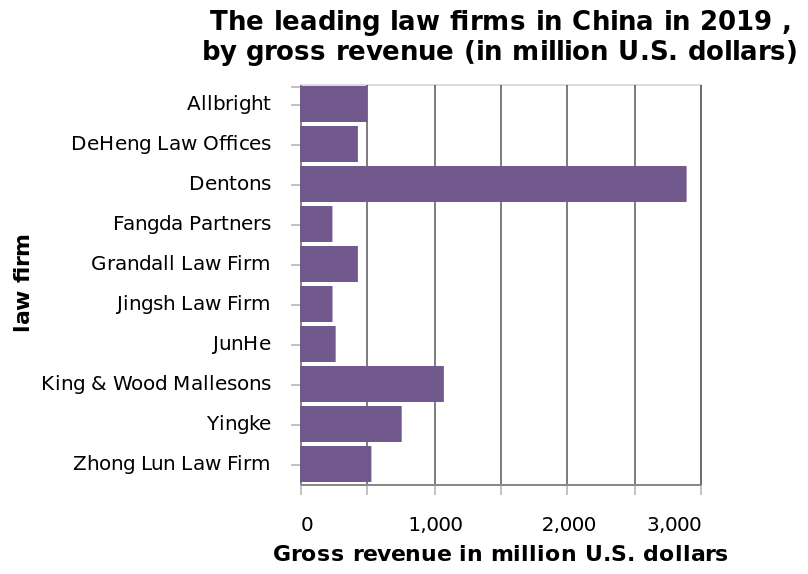 The leading law firms in China in 2019 ,
by gross revenue (in million U.S. dollars)
Allbright
DeHeng Law Offices
Dentons
Fangda Partners
Grandall Law Firm
Jingsh Law Firm
JunHe
King & Wood Mallesons
Yingke
Zhong Lun Law Firm
law firm
0 1,000 2,000 3,000
Gross revenue in million U.S. dollars